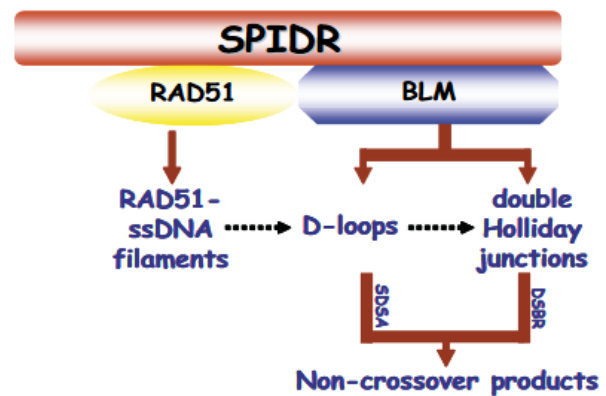 SPIDR
RAD51
BLM
RAD51-
ssDNA
filaments
D-loops
double
Holliday
junctions
SDSA
DSBR
Non-crossover products